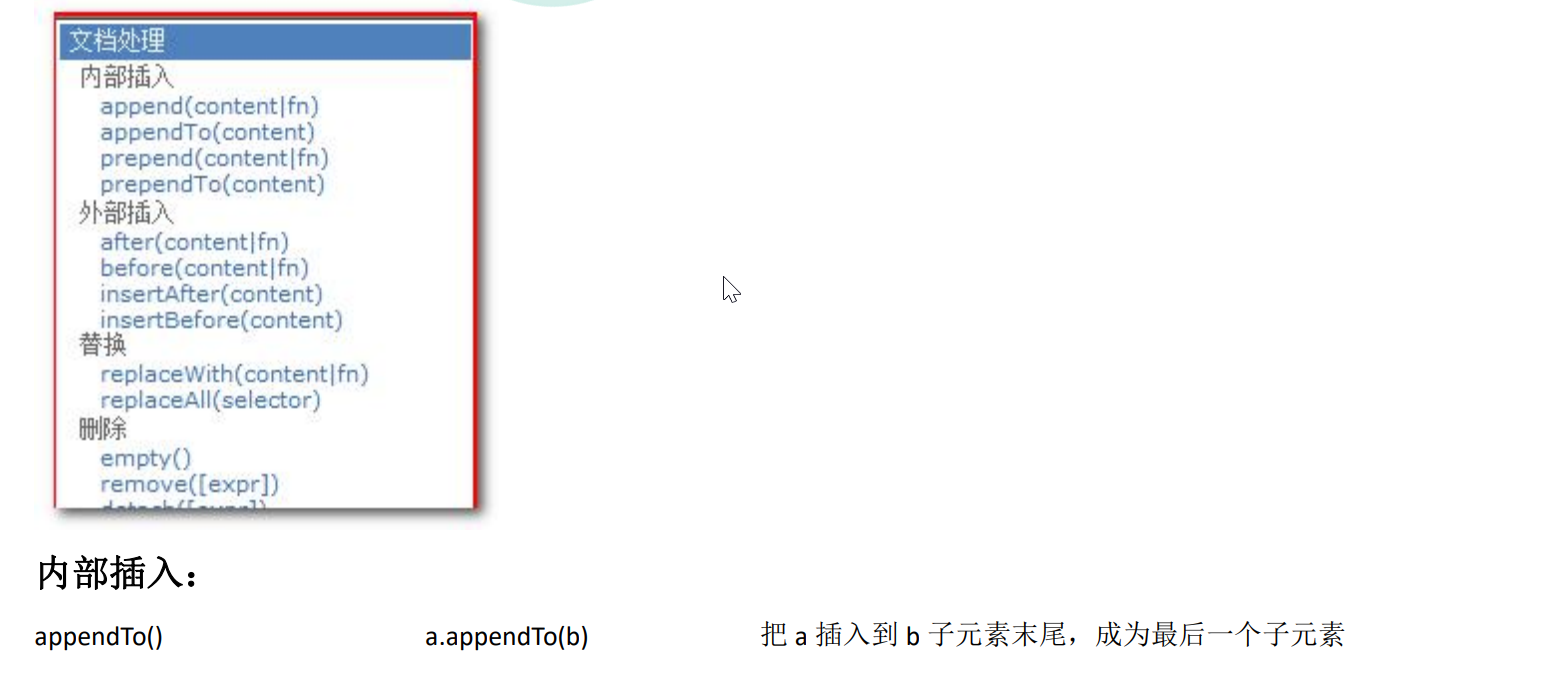 文档处理
内部插入
append(content|fn)
appendTo(content)
prepend(content|fn)
prependTo(content)
外部插入
after(content|fn)
before(content|fn)
insertAfter(content)
insertBefore(content)
替换
replaceWith(content|fn)
replaceAll(selector)
删除
empty()
remove([expr])
detach([expr])
内部插入：
appendTo() a.appendTo(b) 把 a 插入到 b 子元素末尾，成为最后一个子元素